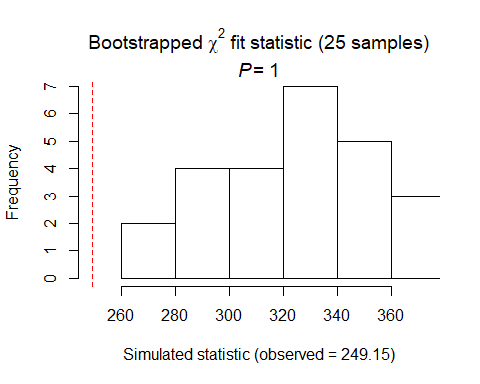 Bootstrapped χ² fit statistic (25 samples)
P= 1
Frequency
7
6
5
4
3
2
1
0
260 280 300 320 340 360
Simulated statistic (observed = 249.15)